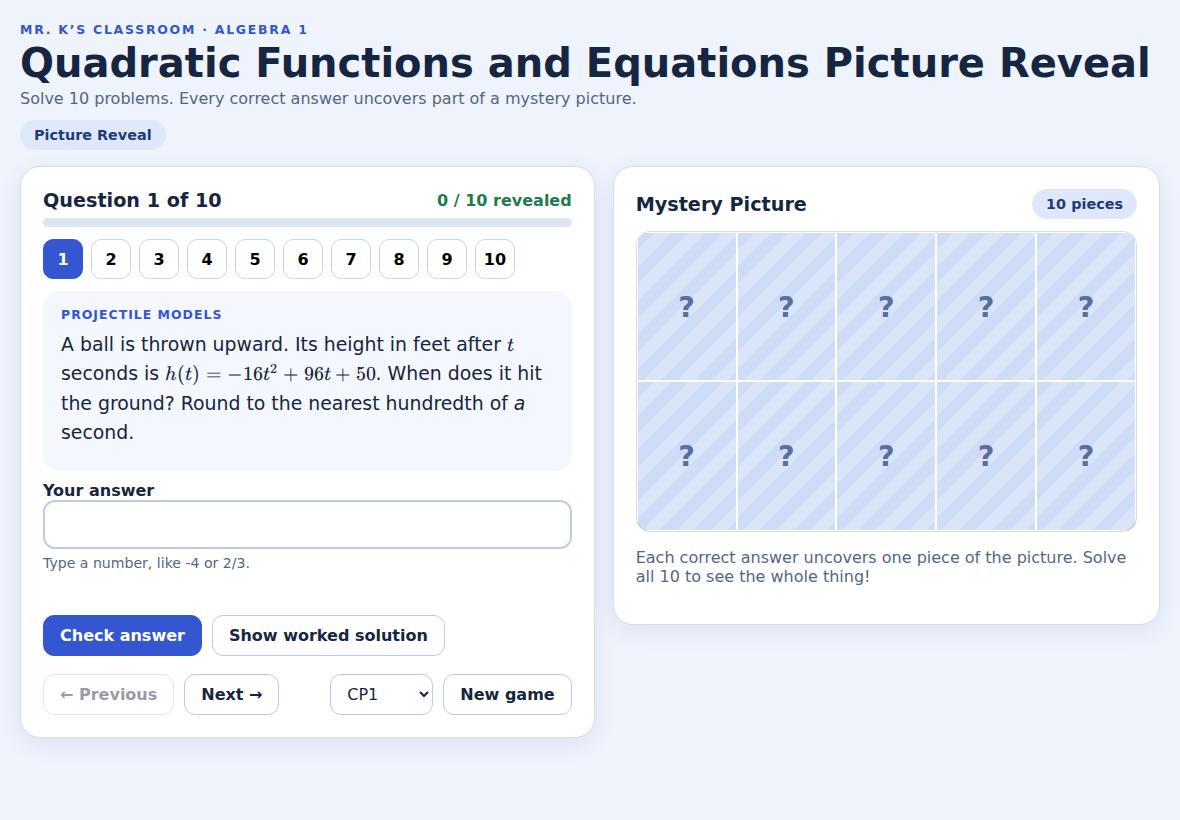 MR. K’S CLASSROOM · ALGEBRA 1
Quadratic Functions and Equations Picture Reveal
Solve 10 problems. Every correct answer uncovers part of a mystery picture.
Picture Reveal
Question 1 of 10
0 / 10 revealed
1 2 3 4 5 6 7 8 9 10
PROJECTILE MODELS
A ball is thrown upward. Its height in feet after t
seconds is h(t) = −16t² + 96t + 50. When does it hit
the ground? Round to the nearest hundredth of a
second.
Your answer
Type a number, like -4 or 2/3.
Check answer
Show worked solution
← Previous
Next →
CP1
New game
Mystery Picture
10 pieces
? ? ? ? ?
? ? ? ? ?
Each correct answer uncovers one piece of the picture. Solve
all 10 to see the whole thing!